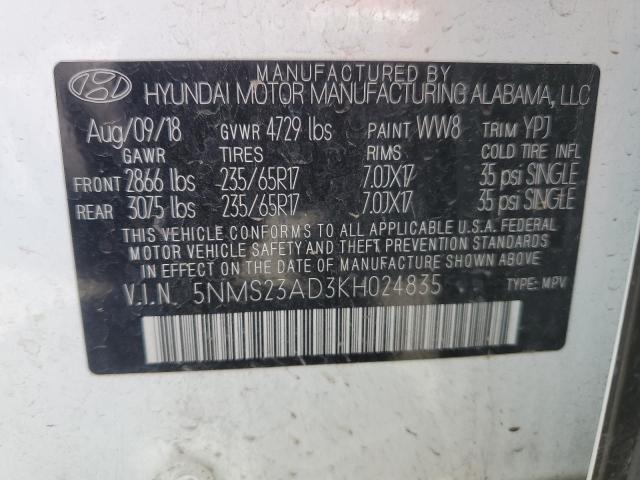 MANUFACTURED BY
HYUNDAI MOTOR MANUFACTURING ALABAMA, LLC
Aug/09/18 GVWR 4729 lbs PAINT WW8 TRIM YPJ
GAWR TIRES RIMS COLD TIRE INFL
FRONT 2866 lbs 235/65R17 7.0JX17 35 psi SINGLE
REAR 3075 lbs 235/65R17 7.0JX17 35 psi SINGLE
THIS VEHICLE CONFORMS TO ALL APPLICABLE U.S.A. FEDERAL
MOTOR VEHICLE SAFETY AND THEFT PREVENTION STANDARDS
IN EFFECT ON THE DATE OF MANUFACTURE SHOWN ABOVE.
V.I.N. 5NMS23AD3KH024835 TYPE: MPV